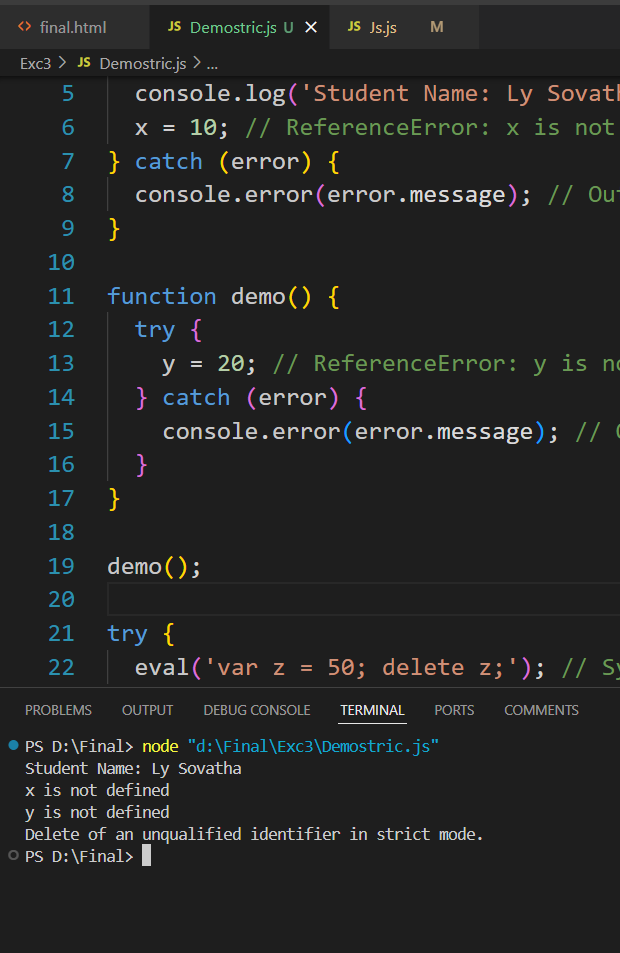 <> final.html JS Demostric.js U × JS Js.js M
Exc3 > JS Demostric.js > ...
5 console.log('Student Name: Ly
6 x = 10; // ReferenceError: x is not
7 } catch (error) {
8 console.error(error.message); //
9 }
10
11 function demo() {
12 try {
13 y = 20; // ReferenceError: y is
14 } catch (error) {
15 console.error(error.message); //
16 }
17 }
18
19 demo();
20
21 try {
22 eval('var z = 50; delete z;'); //
PROBLEMS OUTPUT DEBUG CONSOLE TERMINAL PORTS COMMENTS
PS D:\Final> node "d:\Final\Exc3\Demostric.js"
Student Name: Ly Sovatha
x is not defined
y is not defined
Delete of an unqualified identifier in strict mode.
PS D:\Final>